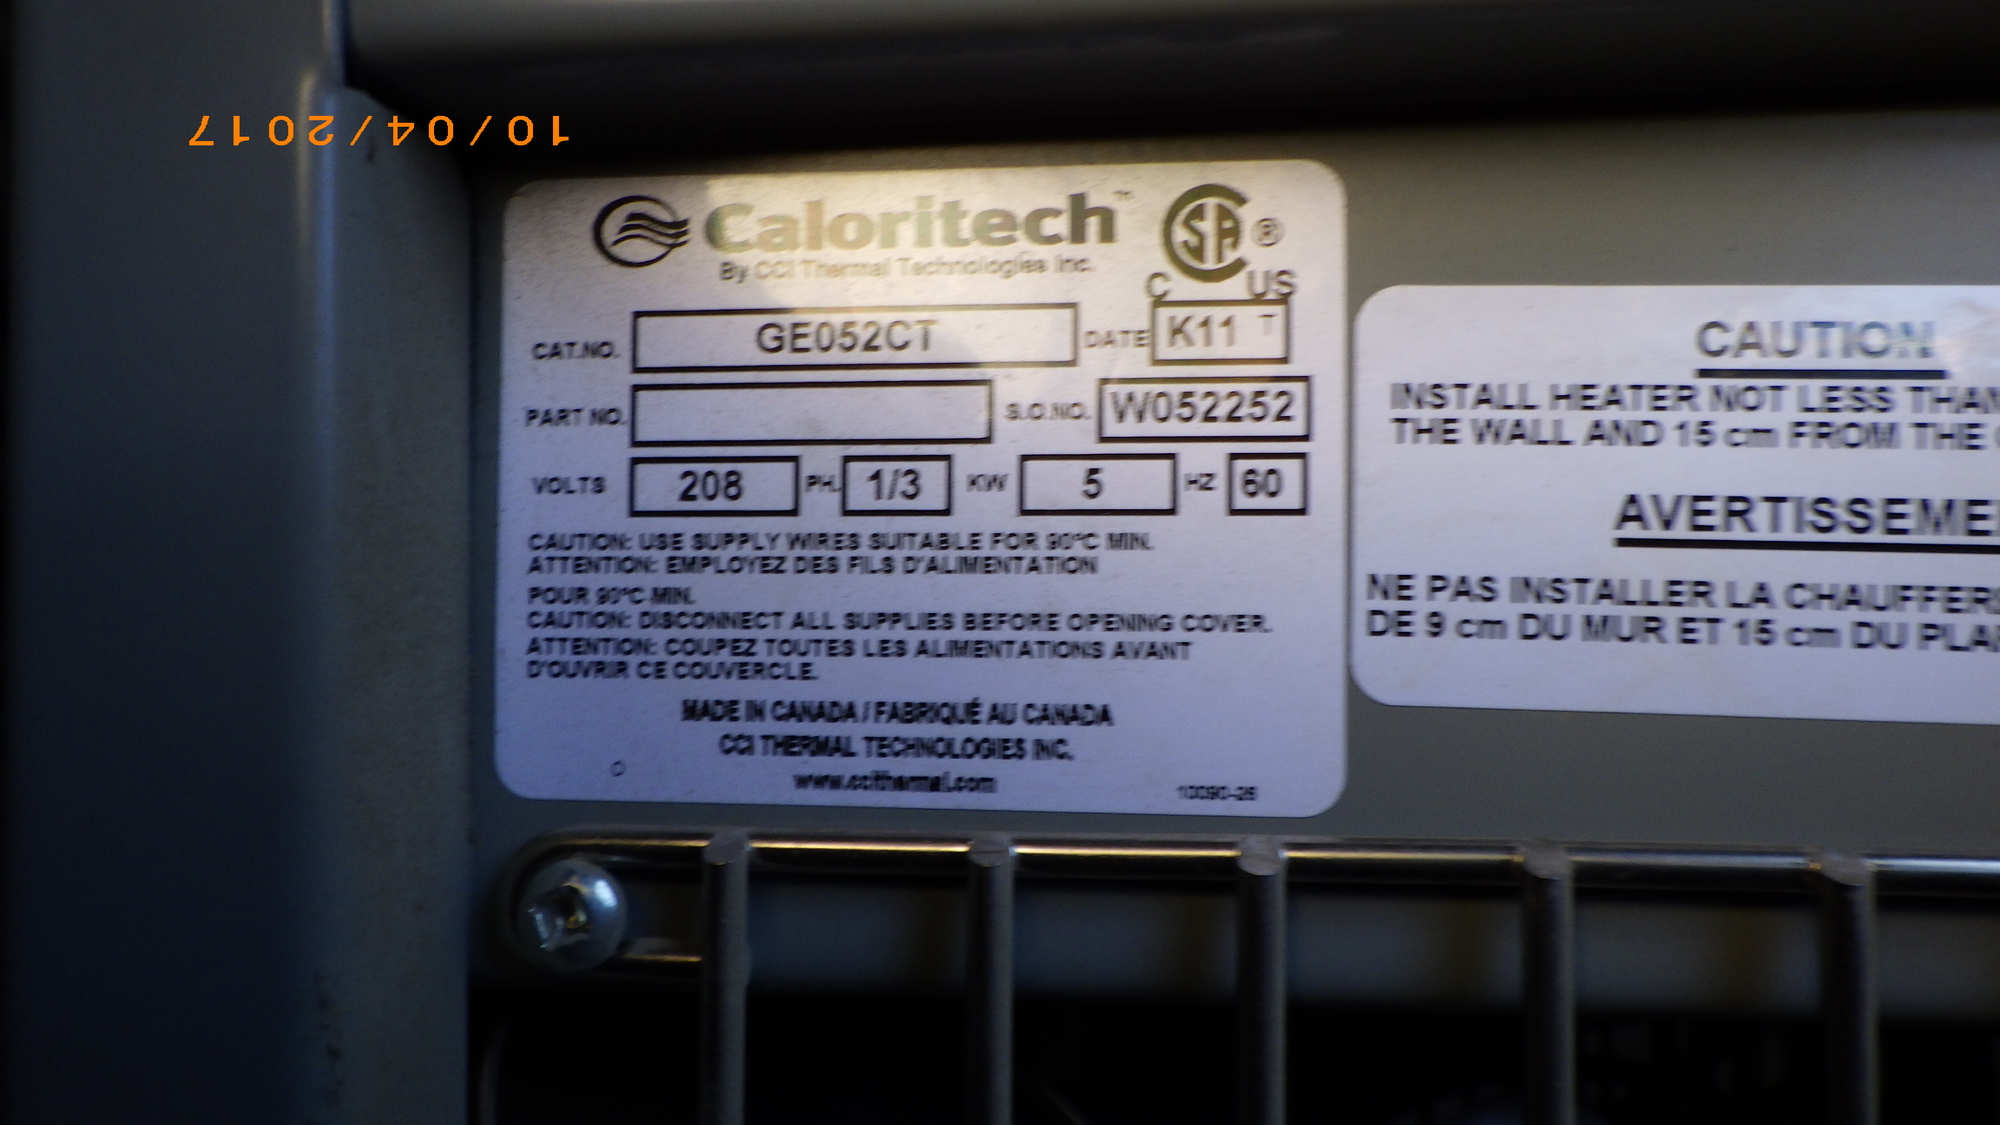 10/04/2017
Caloritech™
By CCI Thermal Technologies Inc.
CSA ®
C US
CAT.NO. GE052CT DATE K11 T
PART NO. S.O.NO. W052252
VOLTS 208 PH. 1/3 KW 5 HZ 60
CAUTION: USE SUPPLY WIRES SUITABLE FOR 90°C MIN.
ATTENTION: EMPLOYEZ DES FILS D'ALIMENTATION
POUR 90°C MIN.
CAUTION: DISCONNECT ALL SUPPLIES BEFORE OPENING COVER.
ATTENTION: COUPEZ TOUTES LES ALIMENTATIONS AVANT
D'OUVRIR CE COUVERCLE.
MADE IN CANADA / FABRIQUÉ AU CANADA
CCI THERMAL TECHNOLOGIES INC.
www.ccithermal.com
10090-26
CAUTION
INSTALL HEATER NOT LESS THAN
THE WALL AND 15 cm FROM THE
AVERTISSEME
NE PAS INSTALLER LA CHAUFFER
DE 9 cm DU MUR ET 15 cm DU PLA